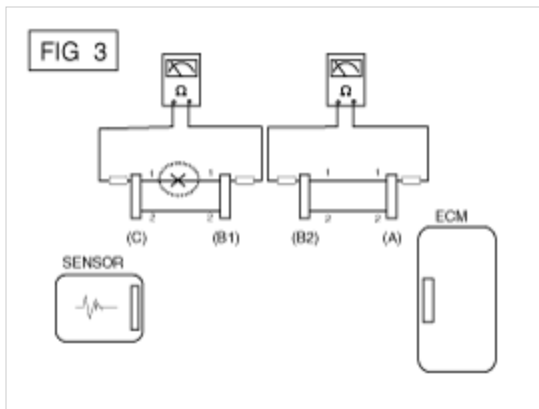 FIG 3
Ω Ω
1 1 1 1
2 2 2 2
(C) (B1) (B2) (A)
ECM
SENSOR